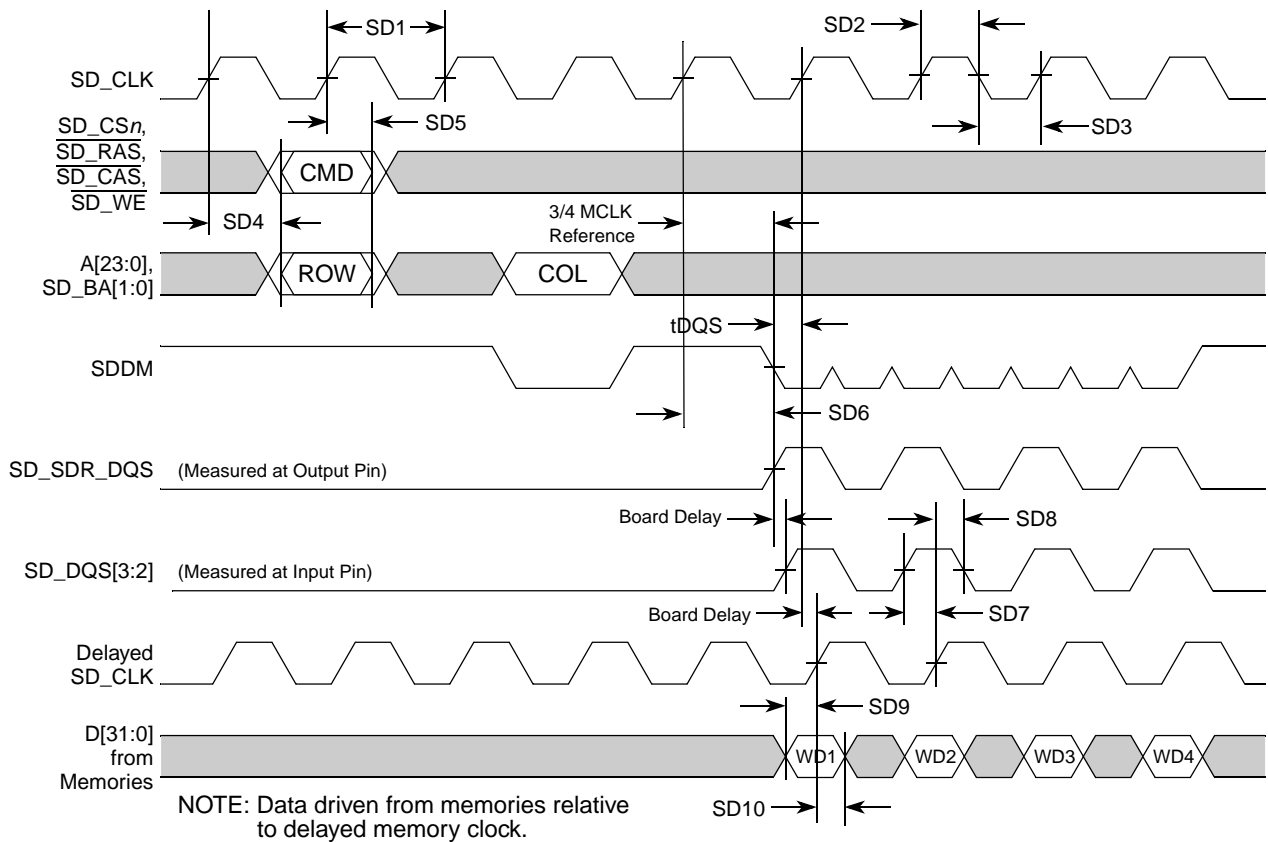 SD1
SD2
SD_CLK
SD5
SD3
SD_CSn,
SD_RAS,
SD_CAS,
SD_WE
CMD
SD4
3/4 MCLK
Reference
A[23:0],
SD_BA[1:0]
ROW
COL
tDQS
SDDM
SD6
SD_SDR_DQS
(Measured at Output Pin)
Board Delay
SD8
SD_DQS[3:2]
(Measured at Input Pin)
Board Delay
SD7
Delayed
SD_CLK
SD9
D[31:0]
from
Memories
WD1
WD2
WD3
WD4
NOTE: Data driven from memories relative
to delayed memory clock.
SD10